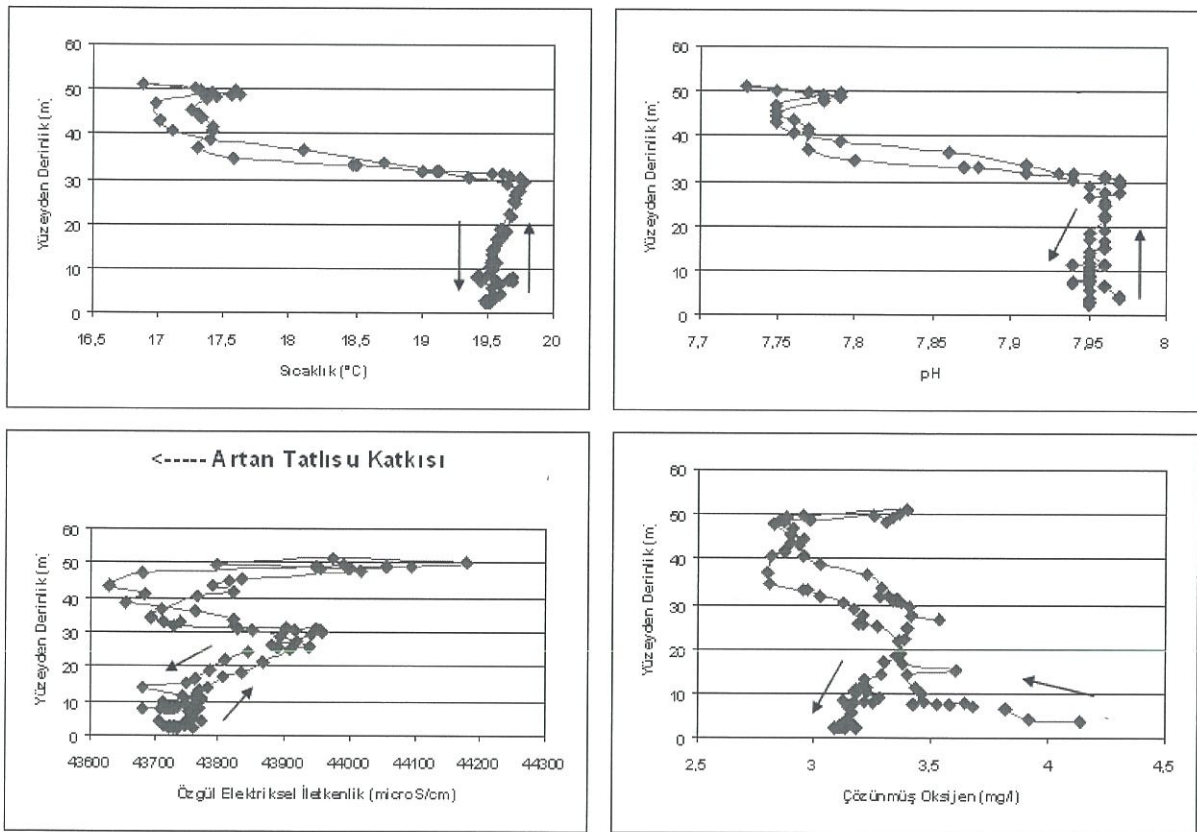 60
50
40
30
20
10
0
Yüzeyden Derinlik (m)
16,5 17 17,5 18 18,5 19 19,5 20
Sıcaklık (°C)
60
50
40
30
20
10
0
Yüzeyden Derinlik (m)
7,7 7,75 7,8 7,85 7,9 7,95 8
pH
<----- Artan Tatlısu Katkısı
60
50
40
30
20
10
0
Yüzeyden Derinlik (m)
43600 43700 43800 43900 44000 44100 44200 44300
Özgül Elektriksel İletkenlik (microS/cm)
60
50
40
30
20
10
0
Yüzeyden Derinlik (m)
2,5 3 3,5 4 4,5
Çözünmüş Oksijen (mg/l)